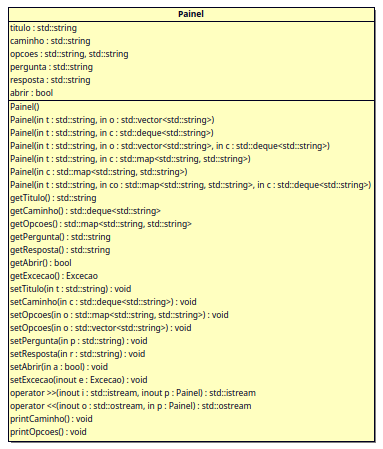 Painel
titulo : std::string
caminho : std::string
opcoes : std::string, std::string
pergunta : std::string
resposta : std::string
abrir : bool
Painel()
Painel(in t : std::string, in o : std::vector<std::string>)
Painel(in t : std::string, in c : std::deque<std::string>)
Painel(in t : std::string, in o : std::vector<std::string>, in c : std::deque<std::string>)
Painel(in t : std::string, in c : std::map<std::string, std::string>)
Painel(in c : std::map<std::string, std::string>)
Painel(in t : std::string, in co : std::map<std::string, std::string>, in c : std::deque<std::string>)
getTitulo() : std::string
getCaminho() : std::deque<std::string>
getOpcoes() : std::map<std::string, std::string>
getPergunta() : std::string
getResposta() : std::string
getAbrir() : bool
getExcecao() : Excecao
setTitulo(in t : std::string) : void
setCaminho(in c : std::deque<std::string>) : void
setOpcoes(in o : std::map<std::string, std::string>) : void
setOpcoes(in o : std::vector<std::string>) : void
setPergunta(in p : std::string) : void
setResposta(in r : std::string) : void
setAbrir(in a : bool) : void
setExcecao(inout e : Excecao) : void
operator >>(inout i : std::istream, inout p : Painel) : std::istream
operator <<(inout o : std::ostream, in p : Painel) : std::ostream
printCaminho() : void
printOpcoes() : void